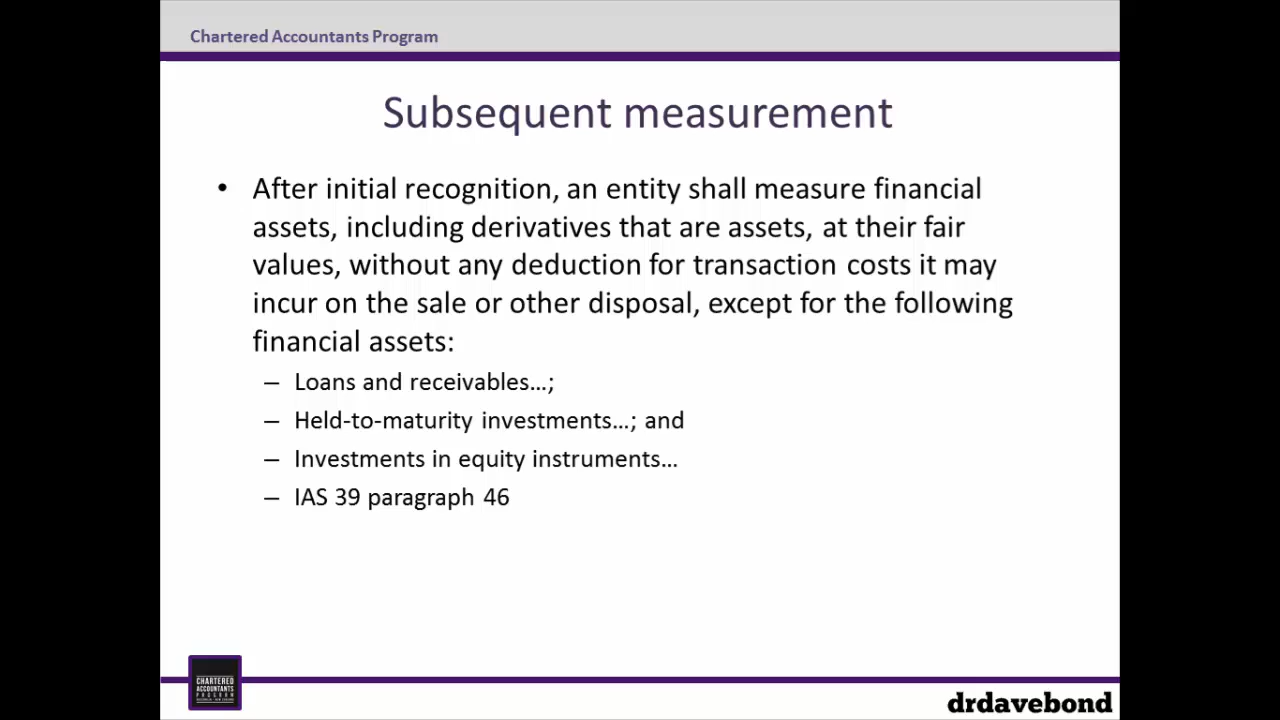 Chartered Accountants Program
Subsequent measurement
• After initial recognition, an entity shall measure financial
assets, including derivatives that are assets, at their fair
values, without any deduction for transaction costs it may
incur on the sale or other disposal, except for the following
financial assets:
– Loans and receivables…;
– Held-to-maturity investments…; and
– Investments in equity instruments…
– IAS 39 paragraph 46
CHARTERED
ACCOUNTANTS
PROGRAM
drdavebond